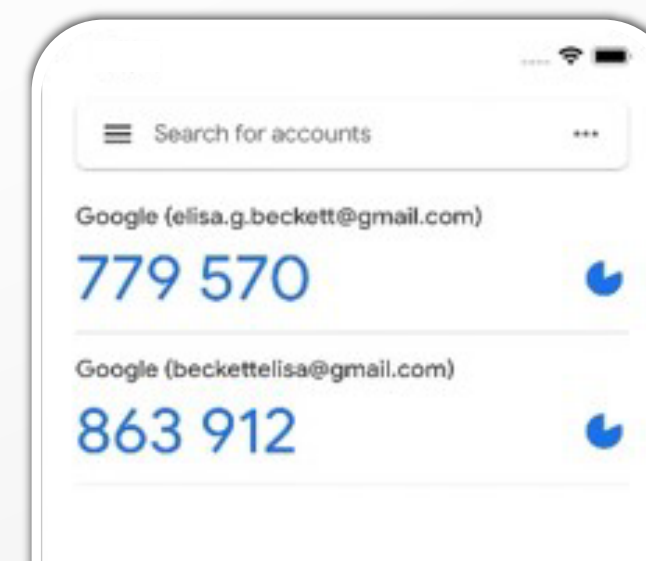 Search for accounts
Google (elisa.g.beckett@gmail.com)
779 570
Google (beckettelisa@gmail.com)
863 912